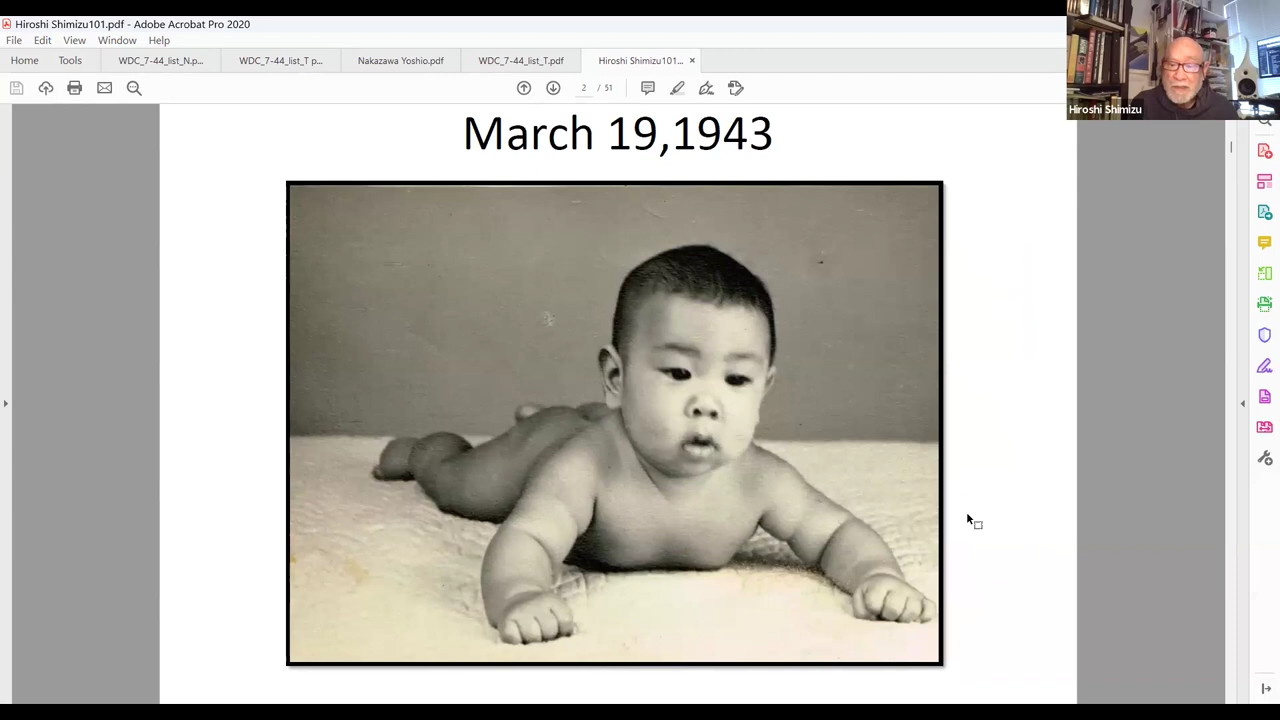 Hiroshi Shimizu101.pdf - Adobe Acrobat Pro 2020
File Edit View Window Help
Home Tools WDC_7-44_list_N.p... WDC_7-44_list_T p... Nakazawa Yoshio.pdf WDC_7-44_list_T.pdf Hiroshi Shimizu101... ×
2 / 51
Hiroshi Shimizu
March 19,1943